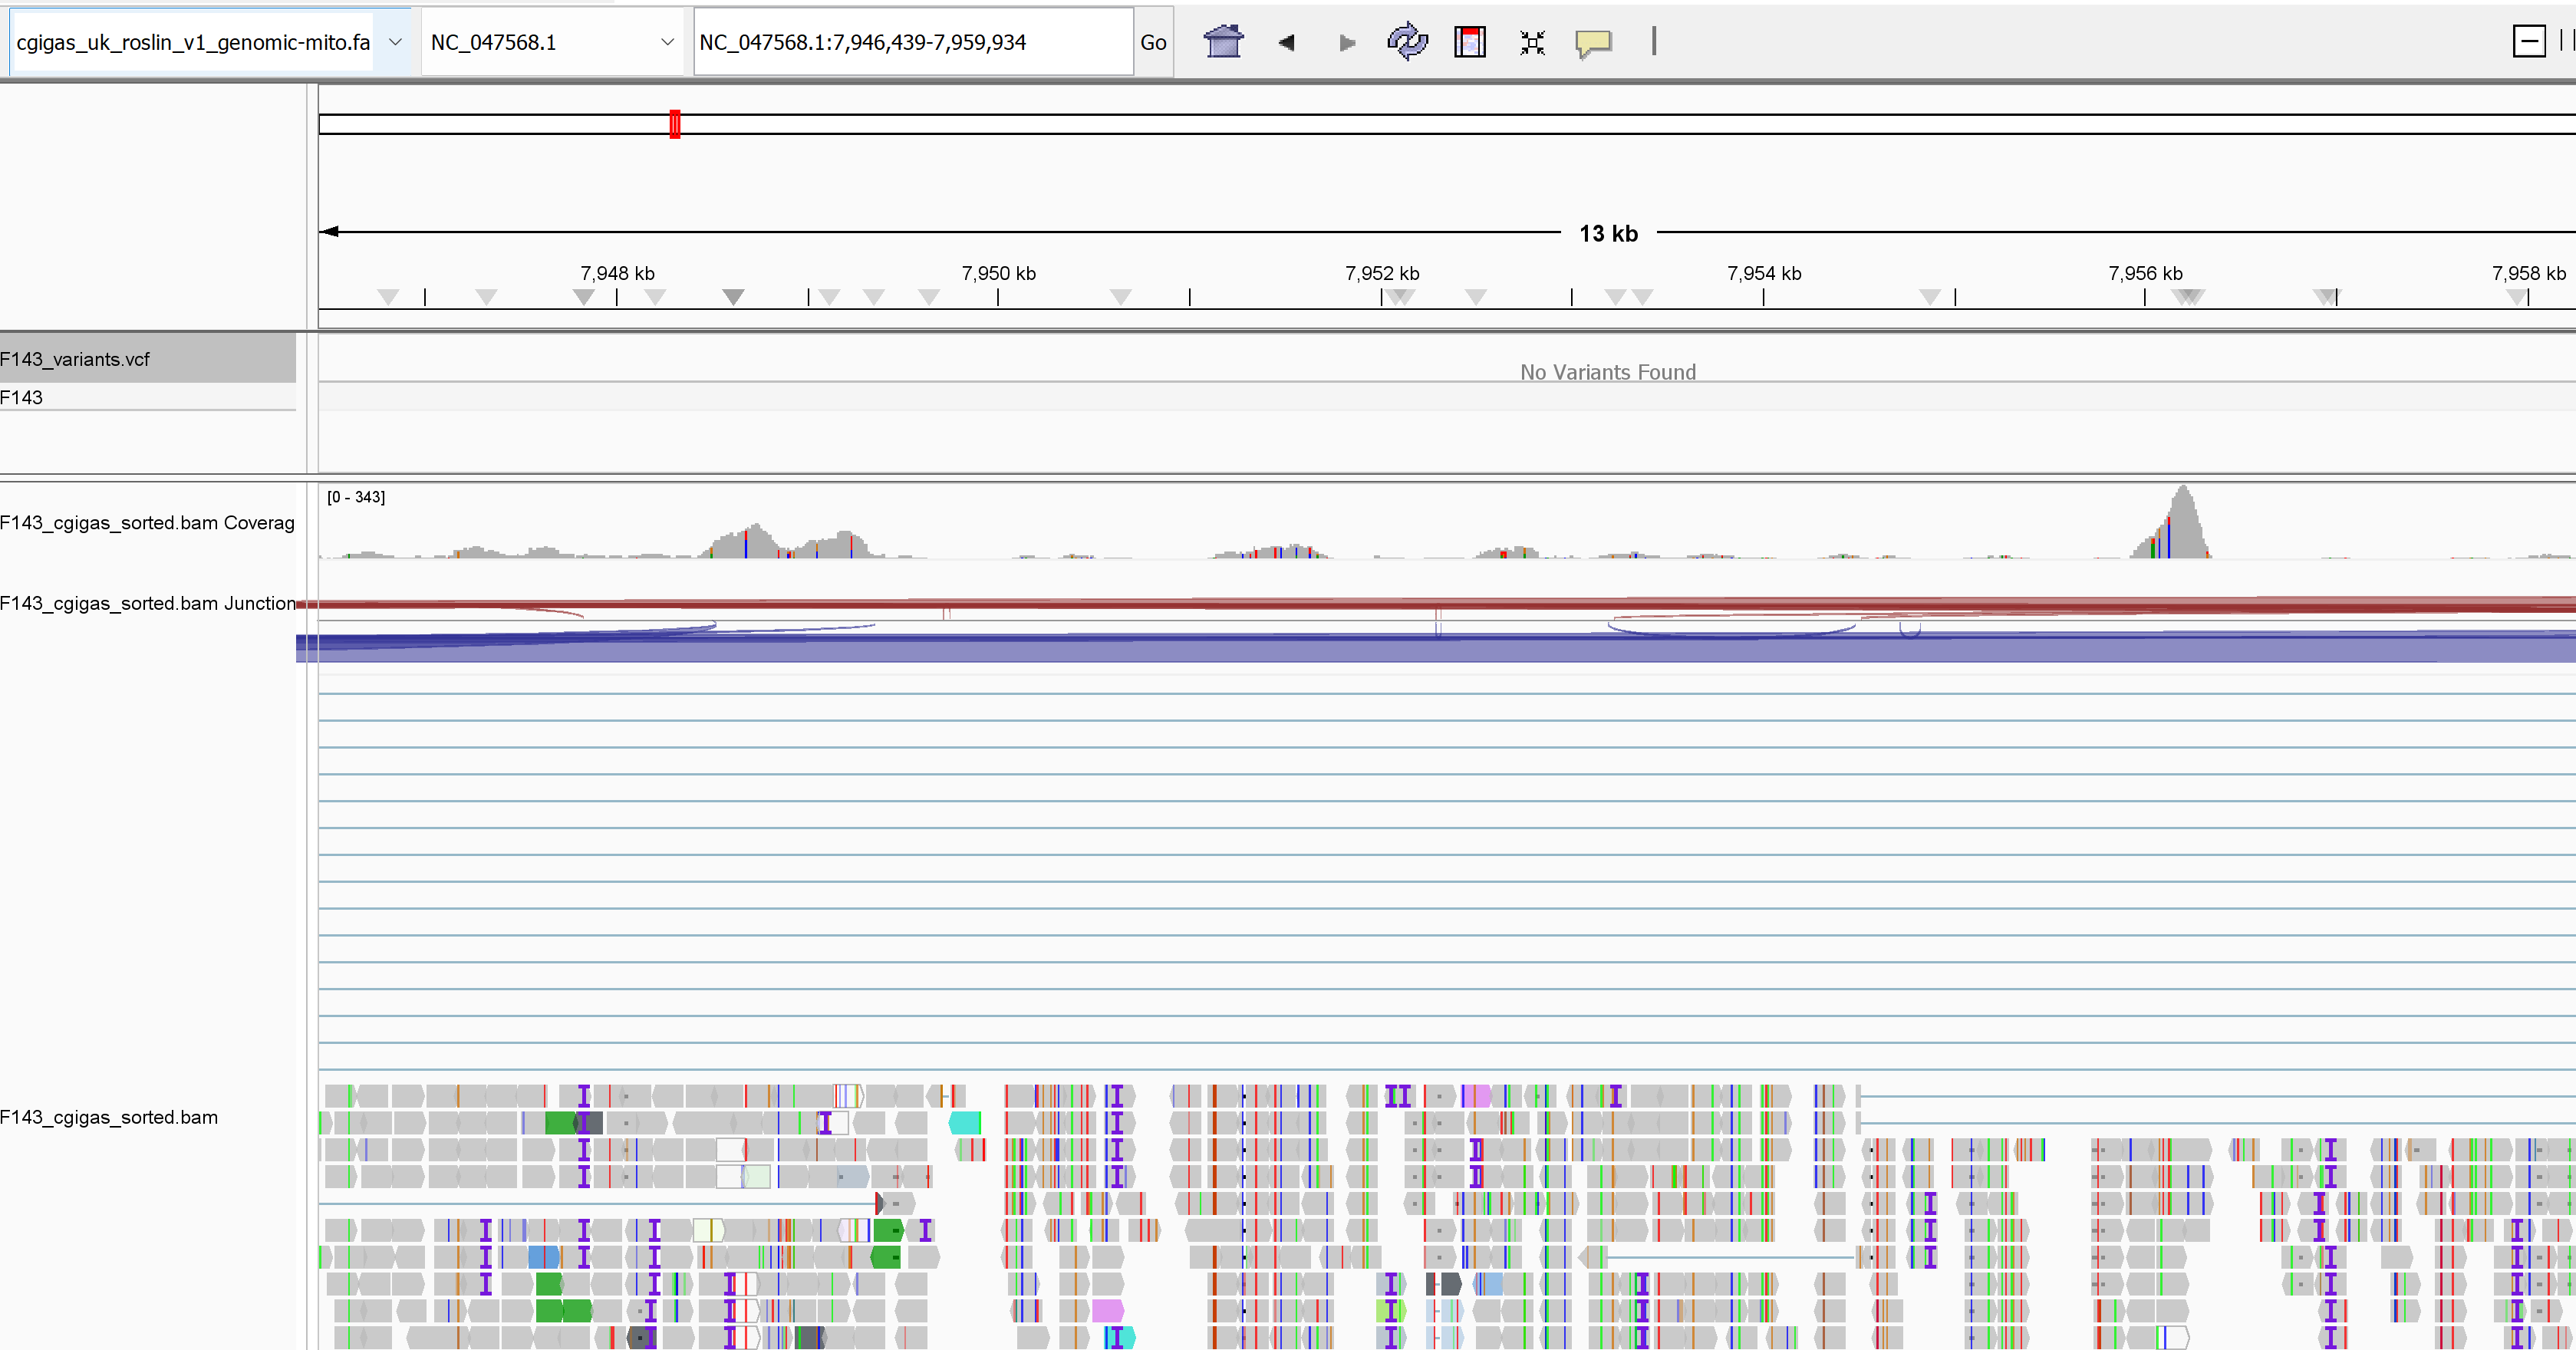 cgigas_uk_roslin_v1_genomic-mito.fa NC_047568.1 NC_047568.1:7,946,439-7,959,934 Go
13 kb
7,948 kb 7,950 kb 7,952 kb 7,954 kb 7,956 kb 7,958 kb
F143_variants.vcf
No Variants Found
F143
[0 - 343]
F143_cgigas_sorted.bam Coverag
F143_cgigas_sorted.bam Junction
F143_cgigas_sorted.bam